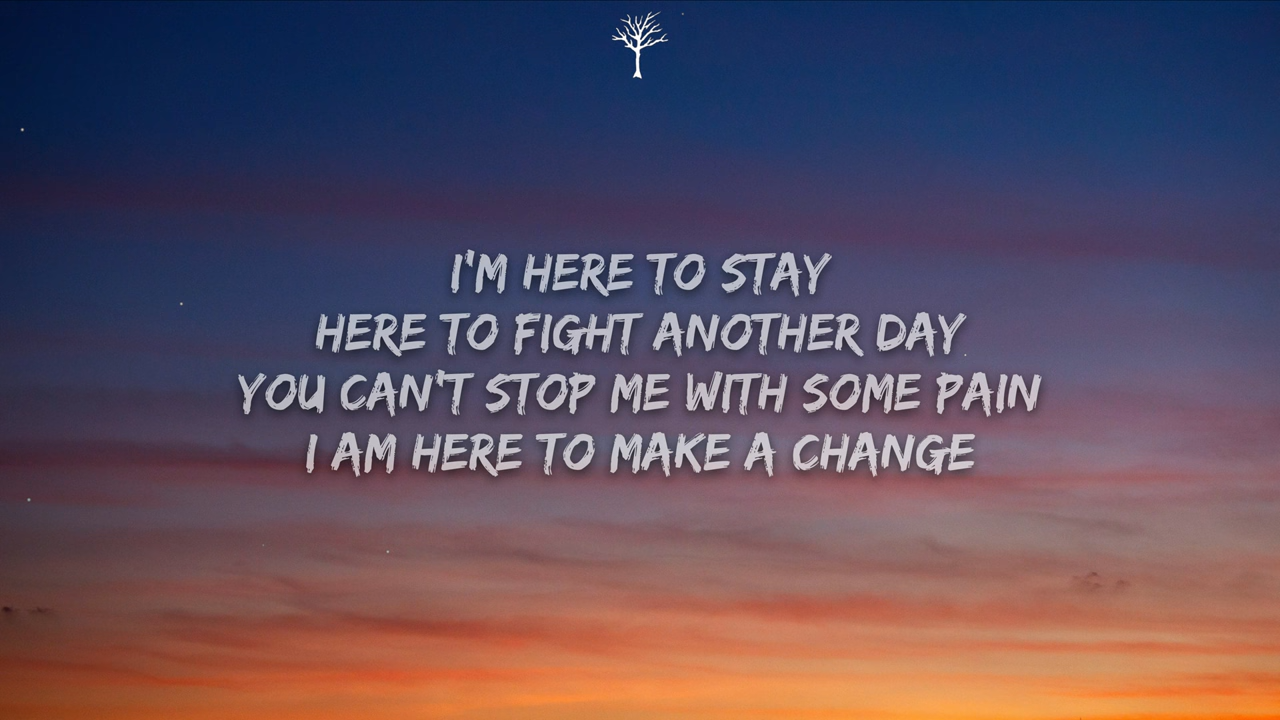 I'M HERE TO STAY
HERE TO FIGHT ANOTHER DAY
YOU CAN'T STOP ME WITH SOME PAIN
I AM HERE TO MAKE A CHANGE